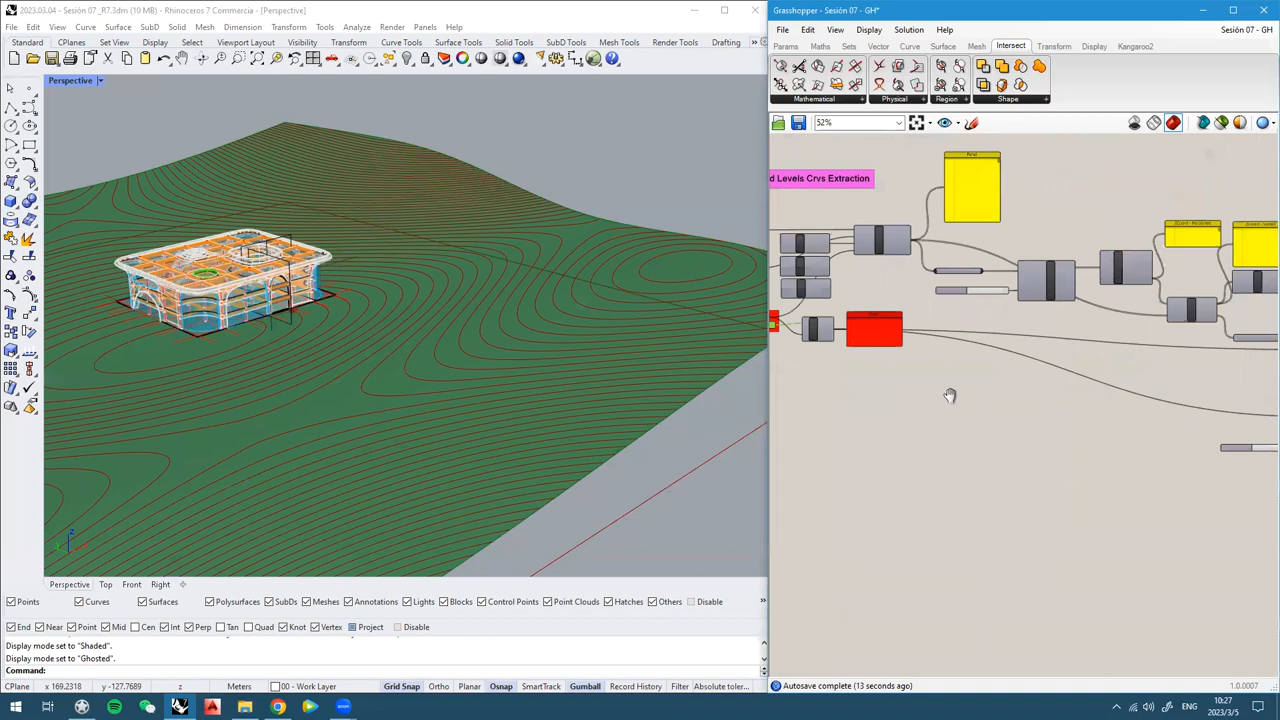 2023.03.04 - Sesión 07_R7.3dm (10 MB) - Rhinoceros 7 Commercia - [Perspective]
File Edit View Curve Surface SubD Solid Mesh Dimension Transform Tools Analyze Render Panels Help
Standard CPlanes Set View Display Select Viewport Layout Visibility Transform Curve Tools Surface Tools Solid Tools SubD Tools Mesh Tools Render Tools Drafting
Perspective
z
Perspective Top Front Right
Points Curves Surfaces Polysurfaces SubDs Meshes Annotations Lights Blocks Control Points Point Clouds Hatches Others Disable
End Near Point Mid Cen Int Perp Tan Quad Knot Vertex Project Disable
Display mode set to "Shaded".
Display mode set to "Ghosted".
Command:
CPlane x 169.2318 y -127.7689 z Meters 00 - Work Layer Grid Snap Ortho Planar Osnap SmartTrack Gumball Record History Filter Absolute toler...
Grasshopper - Sesión 07 - GH*
File Edit View Display Solution Help Sesión 07 - GH
Params Maths Sets Vector Curve Surface Mesh Intersect Transform Display Kangaroo2
Mathematical Physical Region Shape
52%
d Levels Crvs Extraction
Autosave complete (13 seconds ago) 1.0.0007
ENG 10:27
2023/3/5